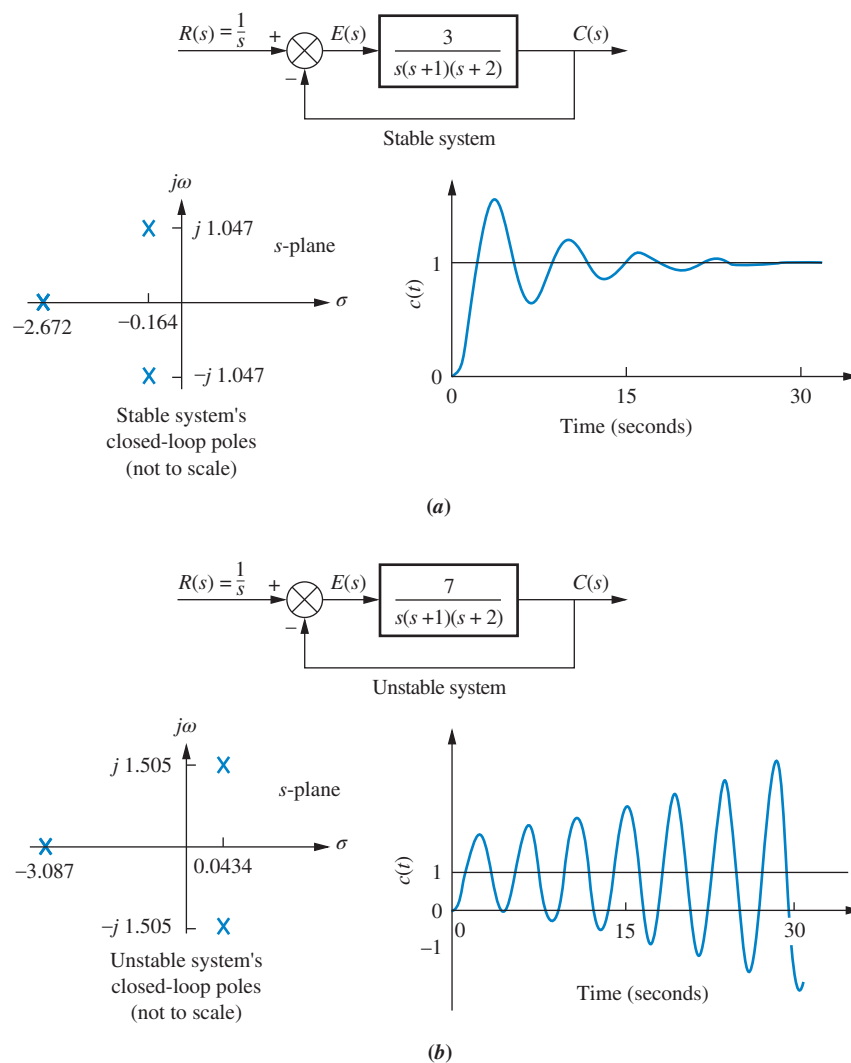 R(s) = 1/s
+
−
E(s)
3
s(s +1)(s + 2)
C(s)
Stable system
jω
j 1.047
s-plane
σ
−2.672
−0.164
−j 1.047
Stable system's
closed-loop poles
(not to scale)
c(t)
1
0
0
15
30
Time (seconds)
(a)
R(s) = 1/s
+
−
E(s)
7
s(s +1)(s + 2)
C(s)
Unstable system
jω
j 1.505
s-plane
σ
−3.087
0.0434
−j 1.505
Unstable system's
closed-loop poles
(not to scale)
c(t)
1
0
−1
0
15
30
Time (seconds)
(b)